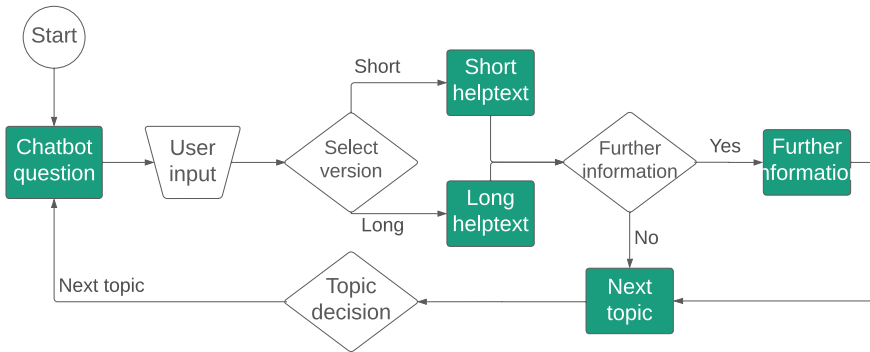 Start
Chatbot
question
User
input
Select
version
Short
Long
Short
helptext
Long
helptext
Further
information
Yes
No
Further
nformation
Next
topic
Topic
decision
Next topic